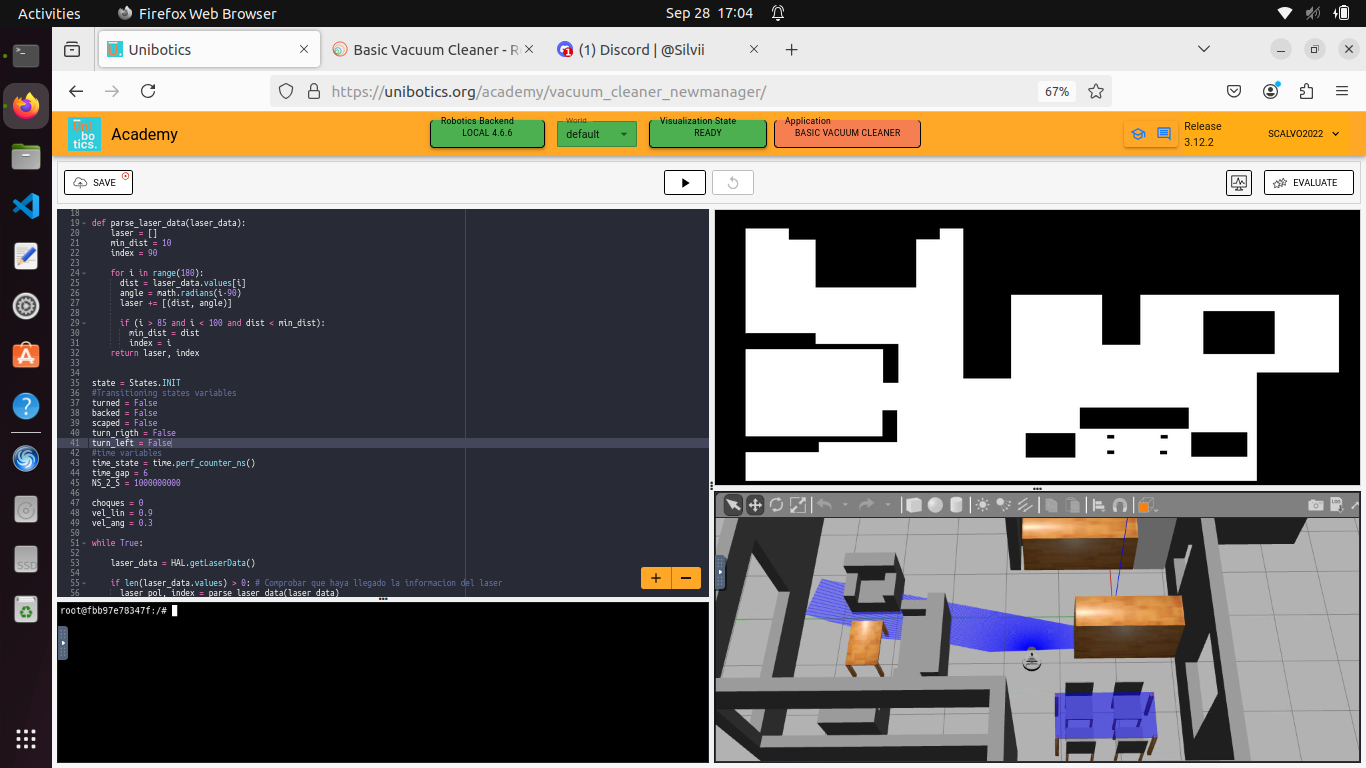 Activities
Firefox Web Browser
Sep 28 17:04
Unibotics
Basic Vacuum Cleaner - R
(1) Discord | @Silvii
https://unibotics.org/academy/vacuum_cleaner_newmanager/
67%
Academy
Robotics Backend
LOCAL 4.6.6
World
default
Visualization State
READY
Application
BASIC VACUUM CLEANER
Release
3.12.2
SCALVO2022
SAVE
EVALUATE
18
19 def parse_laser_data(laser_data):
20 laser = []
21 min_dist = 10
22 index = 90
23
24 for i in range(180):
25 dist = laser_data.values[i]
26 angle = math.radians(i-90)
27 laser += [(dist, angle)]
28
29 if (i > 85 and i < 100 and dist < min_dist):
30 min_dist = dist
31 index = i
32 return laser, index
33
34
35 state = States.INIT
36 #Transitioning states variables
37 turned = False
38 backed = False
39 scaped = False
40 turn_rigth = False
41 turn_left = False
42 #time variables
43 time_state = time.perf_counter_ns()
44 time_gap = 6
45 NS_2_S = 1000000000
46
47 choques = 0
48 vel_lin = 0.9
49 vel_ang = 0.3
50
51 while True:
52
53 laser_data = HAL.getLaserData()
54
55 if len(laser_data.values) > 0: # Comprobar que haya llegado la informacion del laser
56 laser_pol, index = parse_laser_data(laser_data)
root@fbb97e78347f:/#
SSD
LOG